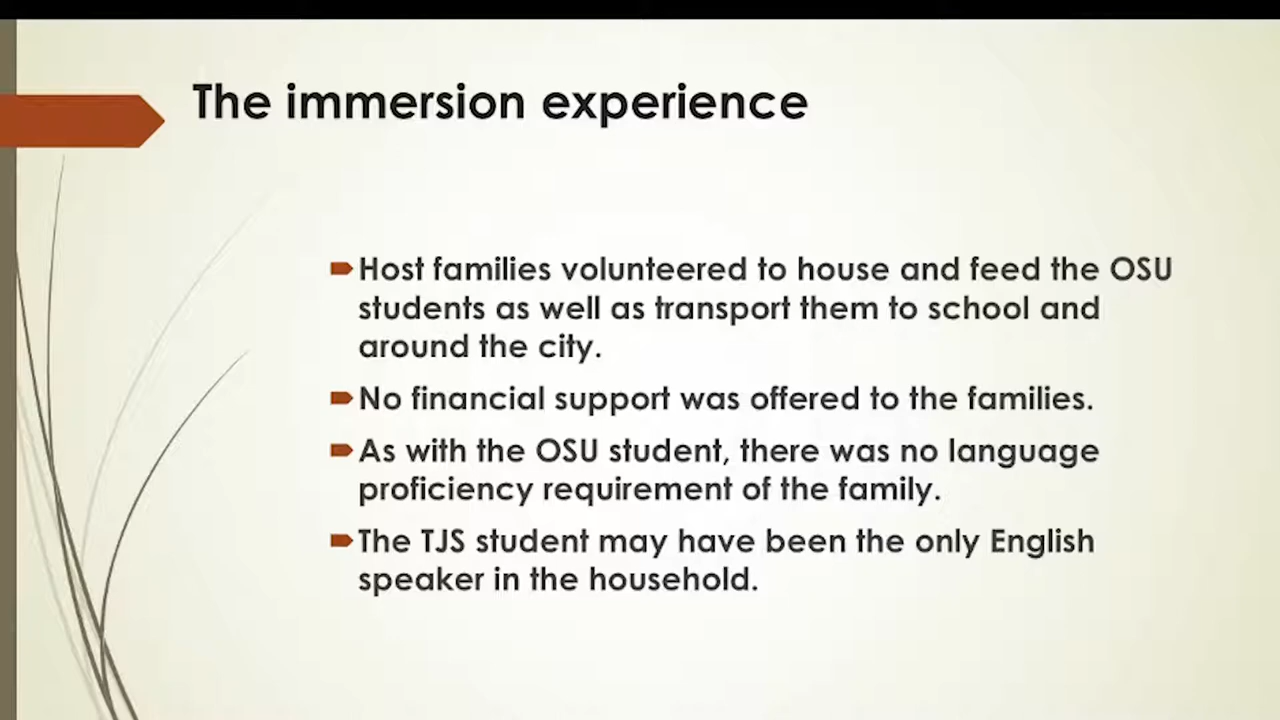 The immersion experience
Host families volunteered to house and feed the OSU
students as well as transport them to school and
around the city.
No financial support was offered to the families.
As with the OSU student, there was no language
proficiency requirement of the family.
The TJS student may have been the only English
speaker in the household.